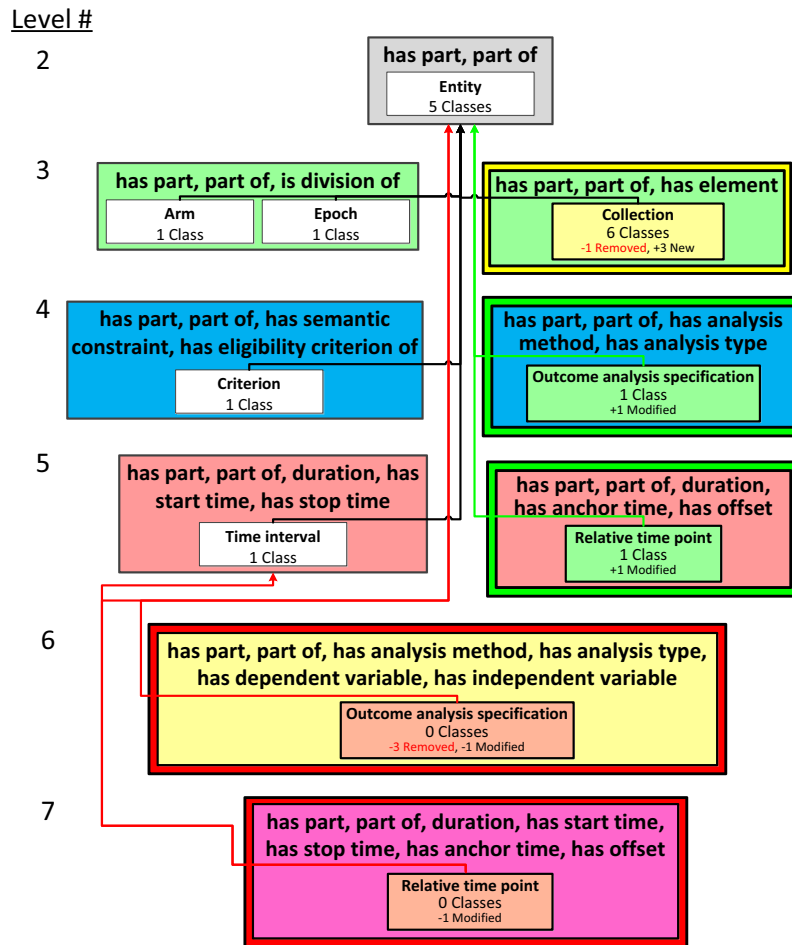 Level #
2
has part, part of
Entity
5 Classes
3
has part, part of, is division of
Arm
1 Class
Epoch
1 Class
has part, part of, has element
Collection
6 Classes
-1 Removed, +3 New
4
has part, part of, has semantic
constraint, has eligibility criterion of
Criterion
1 Class
has part, part of, has analysis
method, has analysis type
Outcome analysis specification
1 Class
+1 Modified
5
has part, part of, duration, has
start time, has stop time
Time interval
1 Class
has part, part of, duration,
has anchor time, has offset
Relative time point
1 Class
+1 Modified
6
has part, part of, has analysis method, has analysis type,
has dependent variable, has independent variable
Outcome analysis specification
0 Classes
-3 Removed, -1 Modified
7
has part, part of, duration, has start time,
has stop time, has anchor time, has offset
Relative time point
0 Classes
-1 Modified